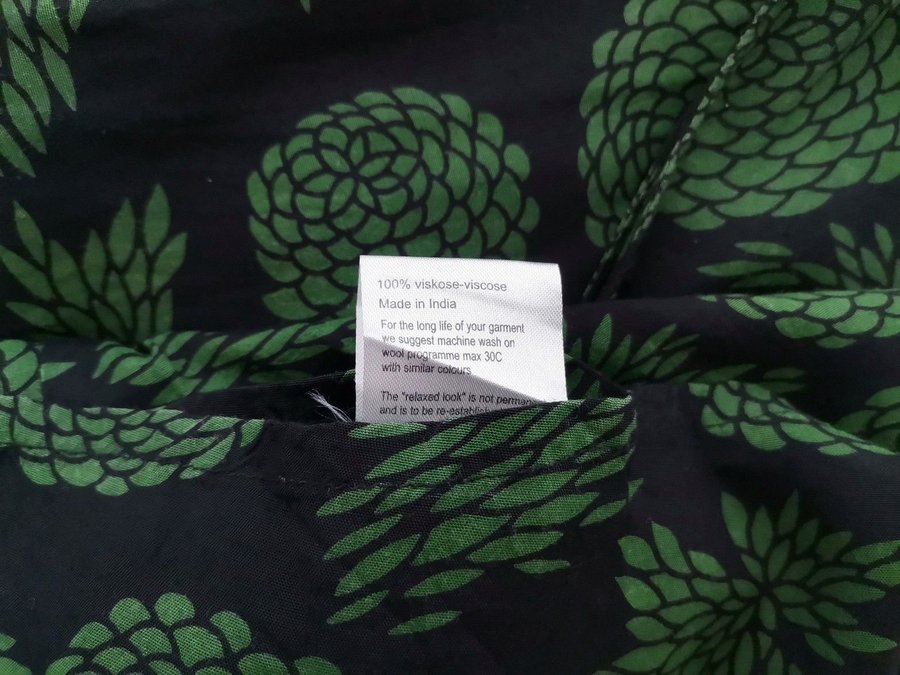 100% viskose-viscose
Made in India
For the long life of your garment
we suggest machine wash on
wool programme max 30C
with similar colours
The "relaxed look" is not perman
and is to be re-establish